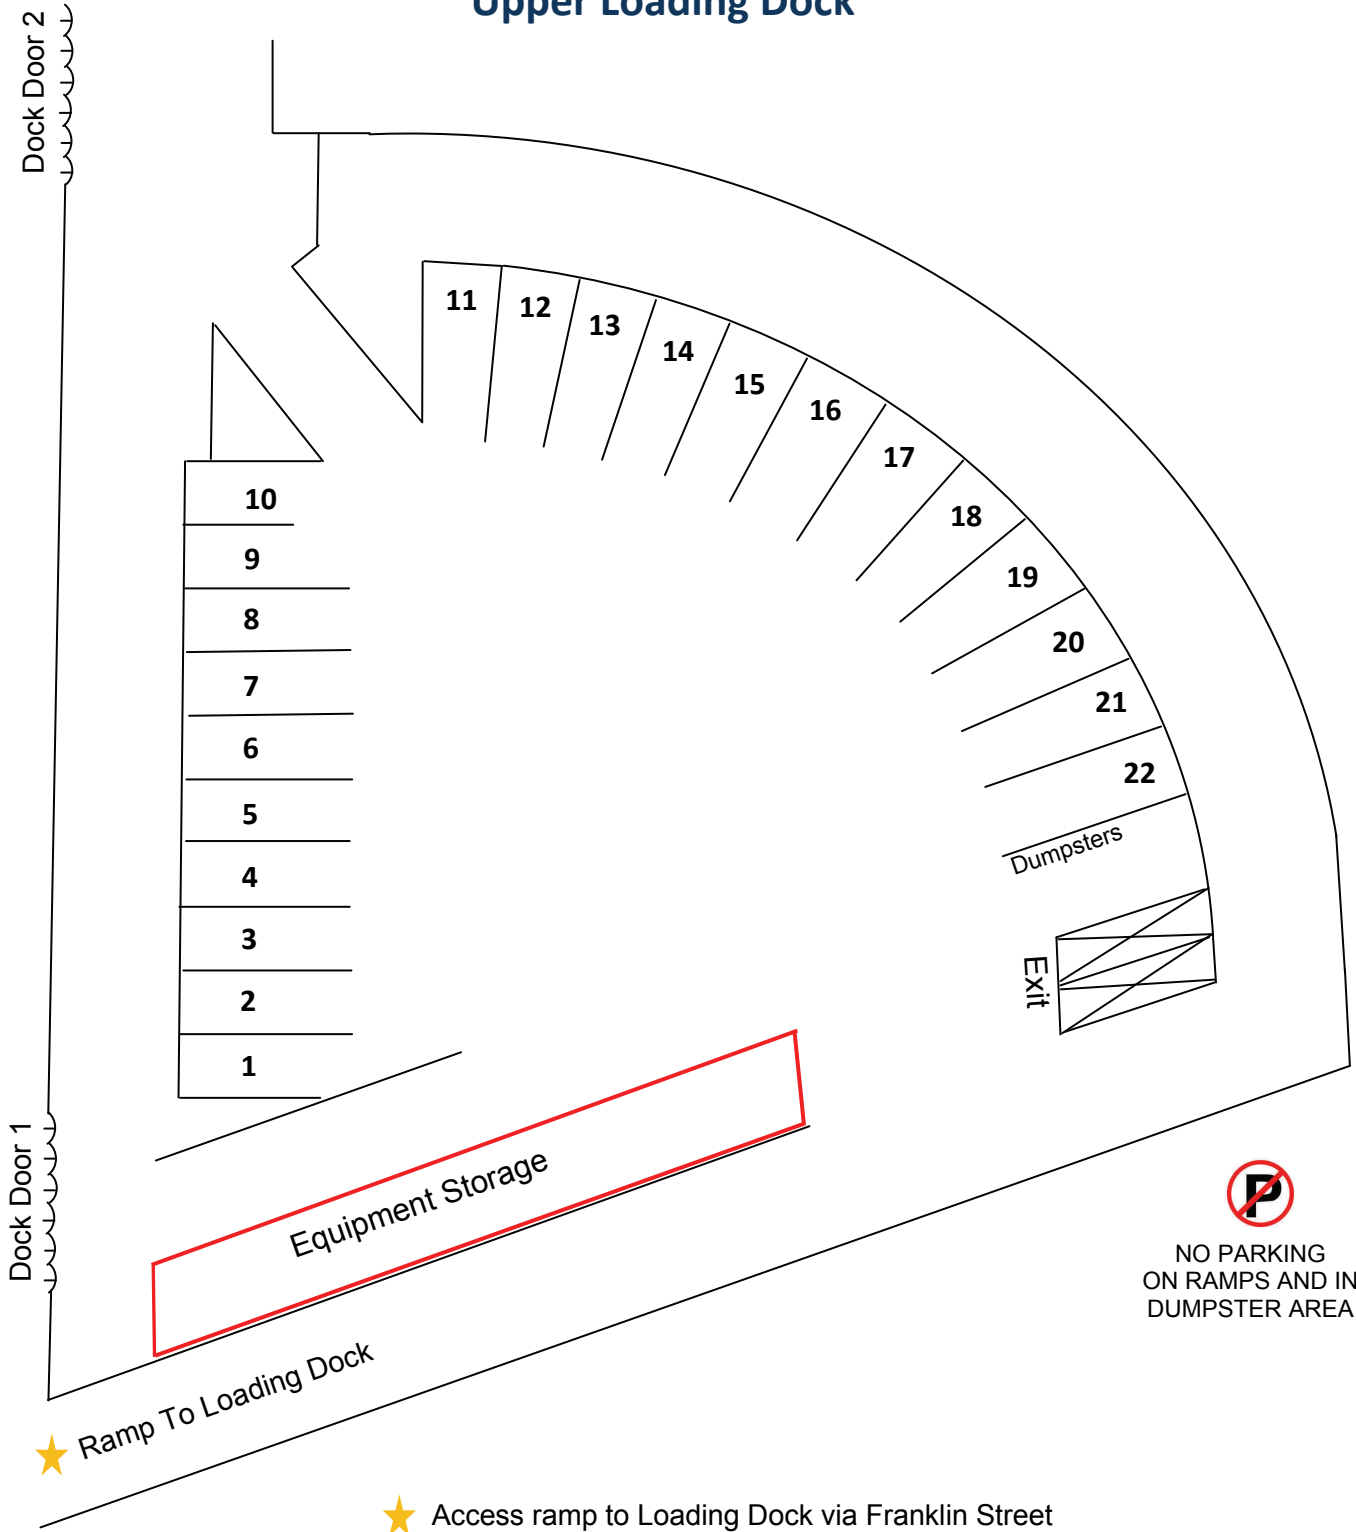 Upper Loading Dock
Dock Door 2
11
12
13
14
15
16
17
18
19
20
21
22
10
9
8
7
6
5
4
3
2
1
Dumpsters
Exit
Dock Door 1
Equipment Storage
Ramp To Loading Dock
P
NO PARKING
ON RAMPS AND IN
DUMPSTER AREA
Access ramp to Loading Dock via Franklin Street